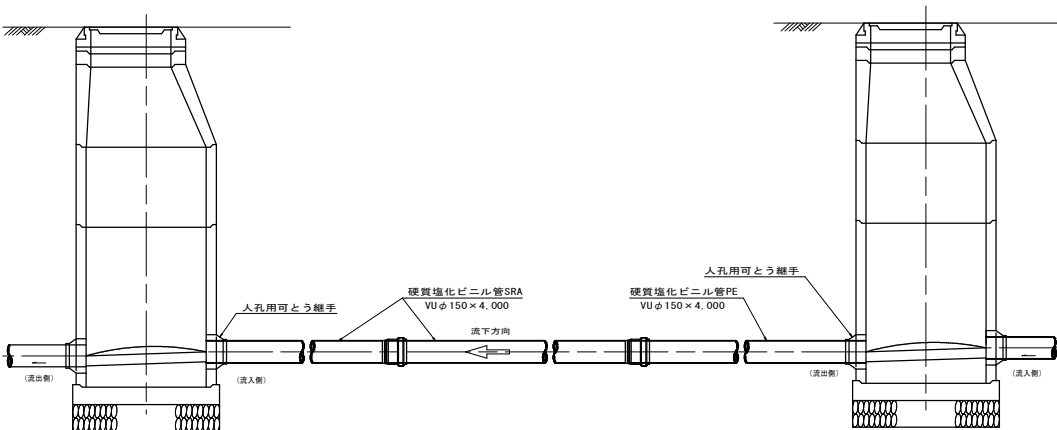 人孔用可とう継手
硬質塩化ビニル管SRA
VUφ150×4,000
硬質塩化ビニル管PE
VUφ150×4,000
人孔用可とう継手
流下方向
(流出側)
(流入側)
(流出側)
(流入側)